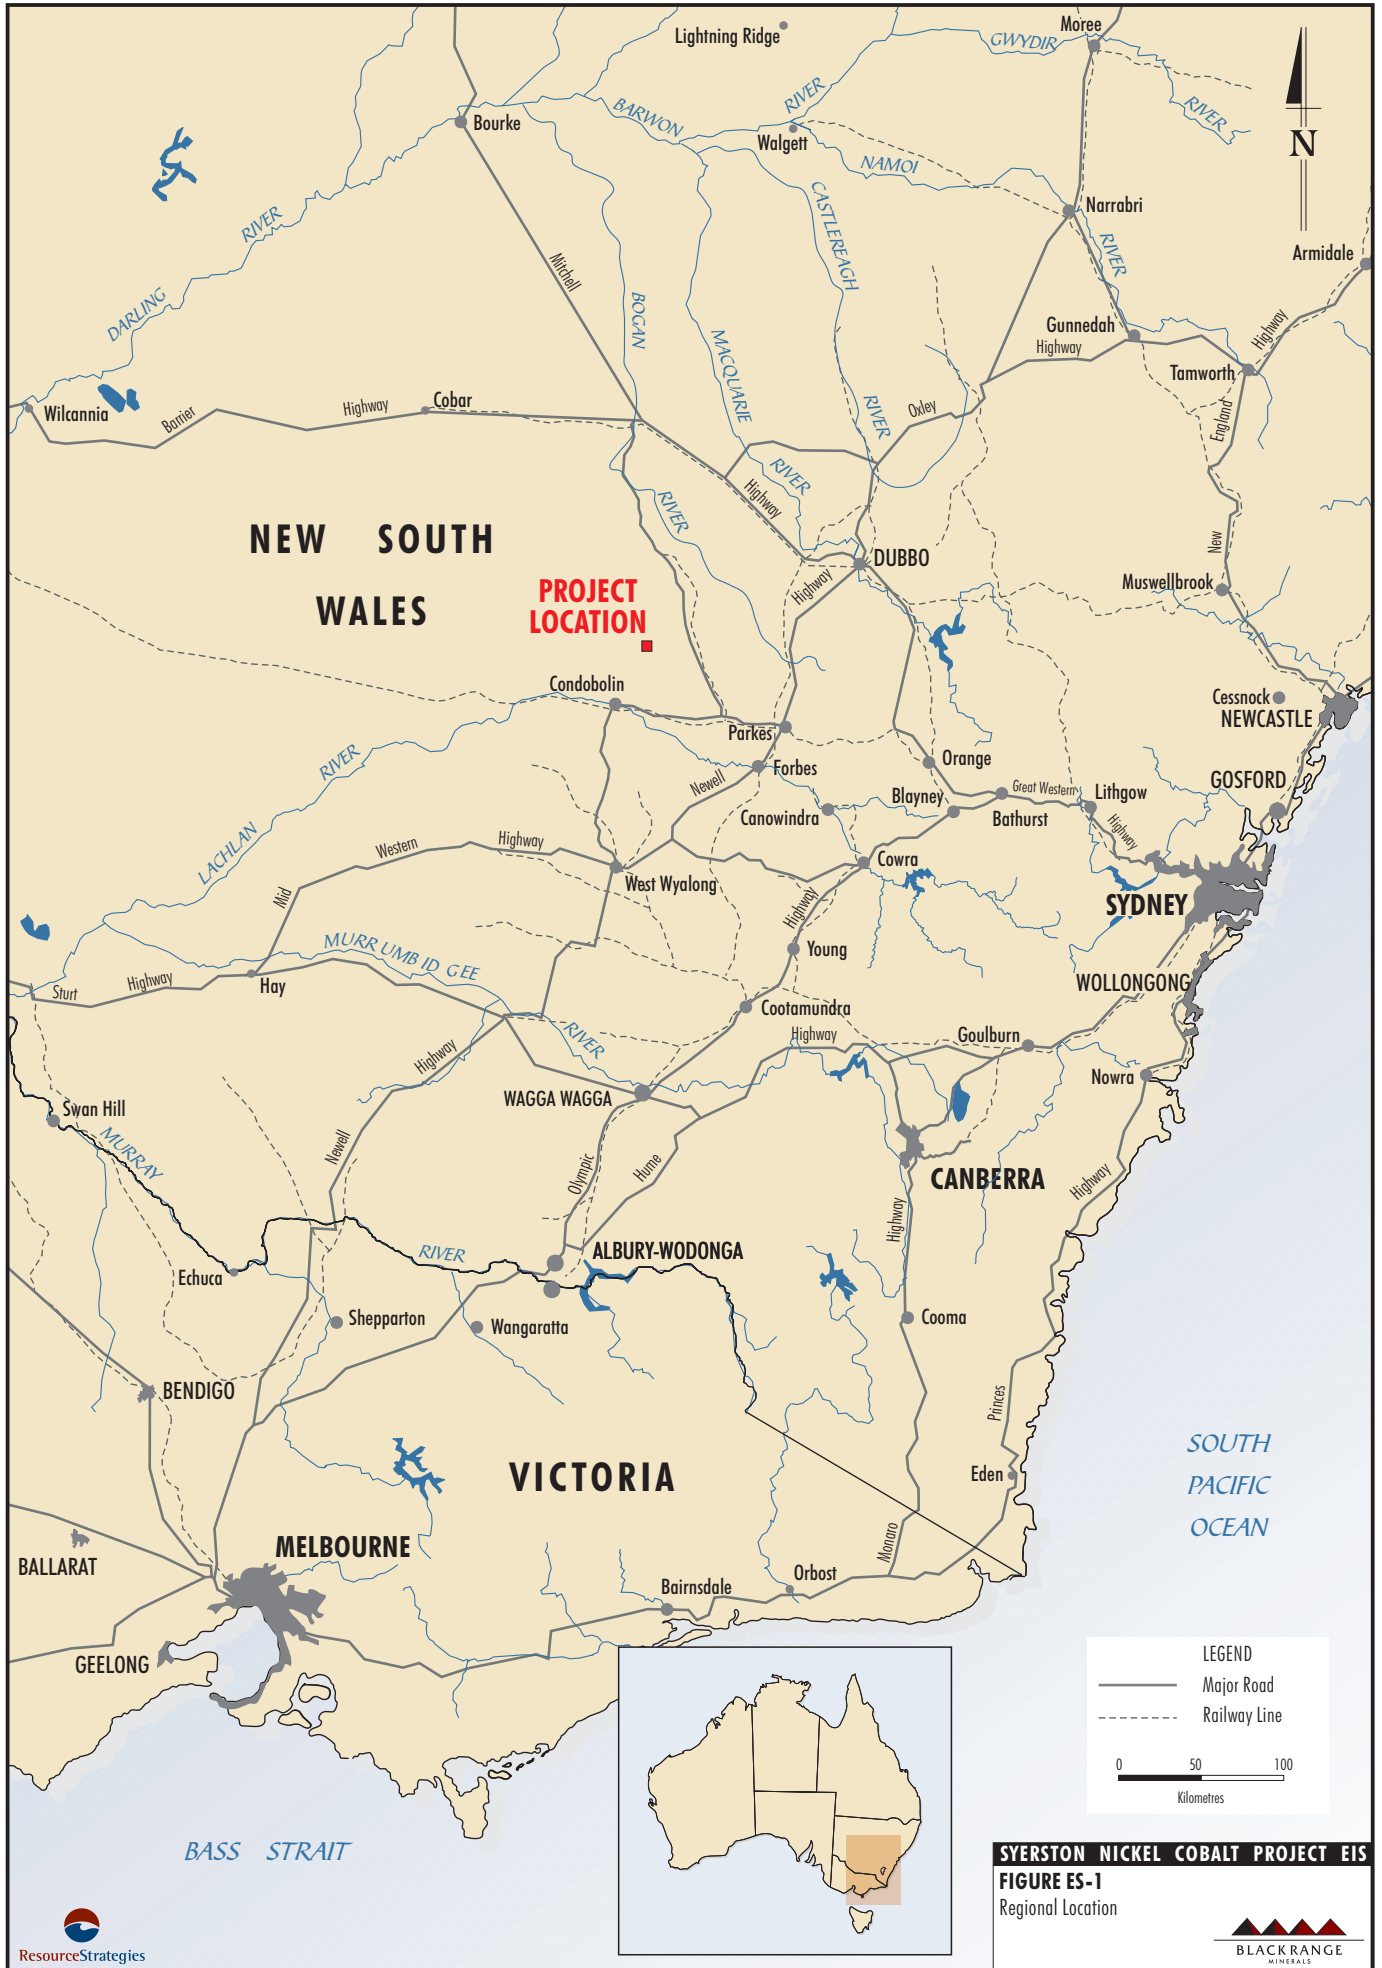 Lightning Ridge
Moree
GWYDIR
RIVER
RIVER
BARWON
Bourke
Walgett
NAMOI
N
CASTLEREAGH
Narrabri
RIVER
RIVER
Armidale
Mitchell
DARLING
BOGAN
MACQUARIE
Gunnedah
Highway
Highway
Tamworth
Wilcannia
Barrier
Highway
Cobar
RIVER
Oxley
England
RIVER
Highway
RIVER
NEW SOUTH
WALES
New
DUBBO
Highway
Muswellbrook
PROJECT
LOCATION
Condobolin
Cessnock
NEWCASTLE
Parkes
RIVER
Forbes
Newell
Orange
GOSFORD
Blayney
Great Western
Lithgow
Canowindra
Bathurst
Highway
LACHLAN
Western
Highway
Cowra
West Wyalong
Mid
Highway
SYDNEY
MURRUMBIDGEE
Young
Hay
Highway
Sturt
WOLLONGONG
Cootamundra
RIVER
Highway
Goulburn
Highway
Nowra
WAGGA WAGGA
Swan Hill
MURRAY
Newell
Olympic
Hume
CANBERRA
Highway
Highway
RIVER
ALBURY-WODONGA
Echuca
Shepparton
Wangaratta
Cooma
BENDIGO
Princes
SOUTH
PACIFIC
OCEAN
VICTORIA
Eden
MELBOURNE
Monaro
BALLARAT
Orbost
Bairnsdale
GEELONG
LEGEND
Major Road
Railway Line
0 50 100
Kilometres
BASS STRAIT
SYERSTON NICKEL COBALT PROJECT EIS
FIGURE ES-1
Regional Location
ResourceStrategies
BLACK RANGE
MINERALS